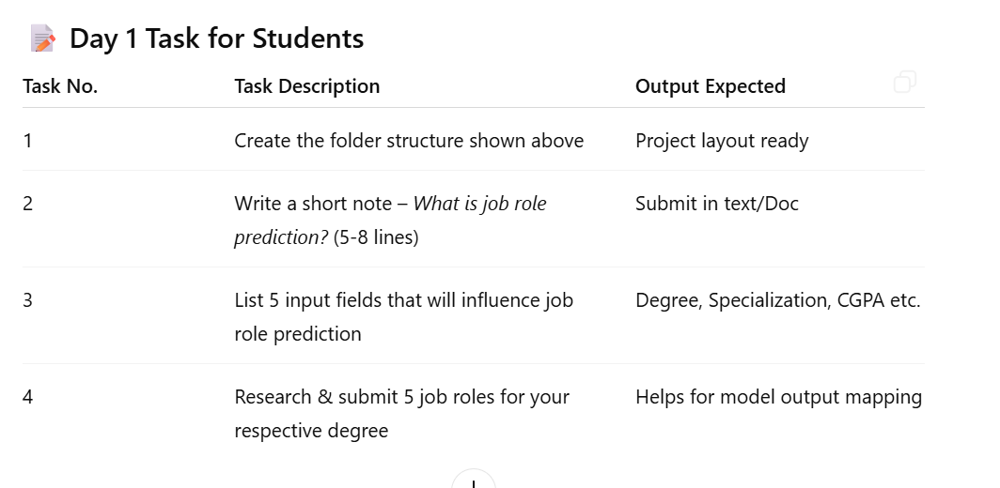 📝 Day 1 Task for Students
Task No. Task Description Output Expected
1 Create the folder structure shown above Project layout ready
2 Write a short note – What is job role Submit in text/Doc
prediction? (5-8 lines)
3 List 5 input fields that will influence job Degree, Specialization, CGPA etc.
role prediction
4 Research & submit 5 job roles for your Helps for model output mapping
respective degree